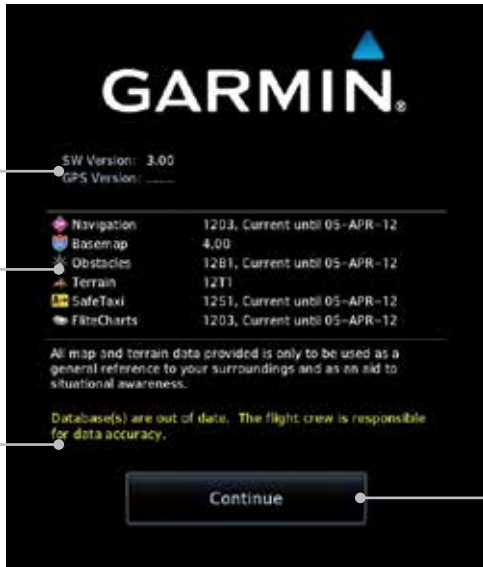 GARMIN®
SW Version: 3.00
GPS Version: __.__
Navigation 1203, Current until 05-APR-12
Basemap 4.00
Obstacles 12B1, Current until 05-APR-12
Terrain 12T1
SafeTaxi 12S1, Current until 05-APR-12
FliteCharts 1203, Current until 05-APR-12
All map and terrain data provided is only to be used as a
general reference to your surroundings and as an aid to
situational awareness.
Database(s) are out of date. The flight crew is responsible
for data accuracy.
Continue